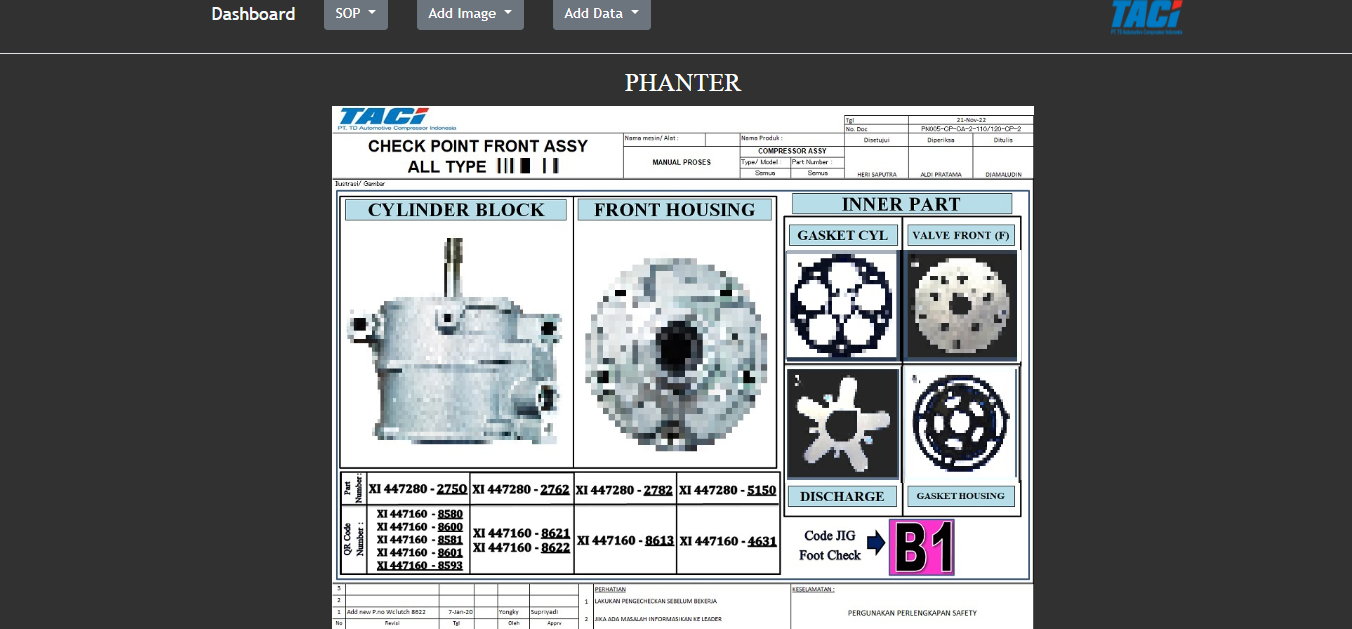 Dashboard
SOP
Add Image
Add Data
TACi
PT. TD Automotive Compressor Indonesia
PHANTER
TACi
PT. TD Automotive Compressor Indonesia
CHECK POINT FRONT ASSY
ALL TYPE
Nama mesin/ Alat :
MANUAL PROSES
Nama Produk :
COMPRESSOR ASSY
Type/ Model : Part Number :
Semua Semua
Tgl 21-Nov-22
No. Doc PN005-CP-CA-2-110/120-CP-2
Disetujui Diperiksa Ditulis
HERI SAPUTRA ALDI PRATAMA DJAMALUDIN
Ilustrasi/ Gambar
CYLINDER BLOCK
FRONT HOUSING
INNER PART
GASKET CYL
VALVE FRONT (F)
DISCHARGE
GASKET HOUSING
Part Number :
XI 447280 - 2750
XI 447280 - 2762
XI 447280 - 2782
XI 447280 - 5150
QR Code Number :
XI 447160 - 8580
XI 447160 - 8600
XI 447160 - 8581
XI 447160 - 8601
XI 447160 - 8593
XI 447160 - 8621
XI 447160 - 8622
XI 447160 - 8613
XI 447160 - 4631
Code JIG
Foot Check
B1
3
2
1 Add new P.no Wclutch 8622 7-Jan-20 Yongky Supriyadi
No Revisi Tgl Oleh Apprv
PERHATIAN
1 LAKUKAN PENGECHECKAN SEBELUM BEKERJA
2 JIKA ADA MASALAH INFORMASIKAN KE LEADER
KESELAMATAN :
PERGUNAKAN PERLENGKAPAN SAFETY